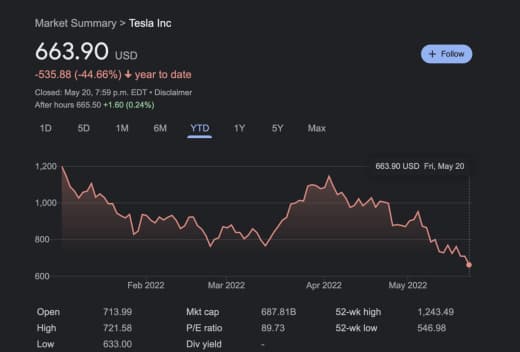 Market Summary > Tesla Inc
663.90 USD
+ Follow
-535.88 (-44.66%) ↓ year to date
Closed: May 20, 7:59 p.m. EDT • Disclaimer
After hours 665.50 +1.60 (0.24%)
1D 5D 1M 6M YTD 1Y 5Y Max
663.90 USD Fri, May 20
1,200
1,000
800
600
Feb 2022 Mar 2022 Apr 2022 May 2022
Open 713.99 Mkt cap 687.81B 52-wk high 1,243.49
High 721.58 P/E ratio 89.73 52-wk low 546.98
Low 633.00 Div yield -